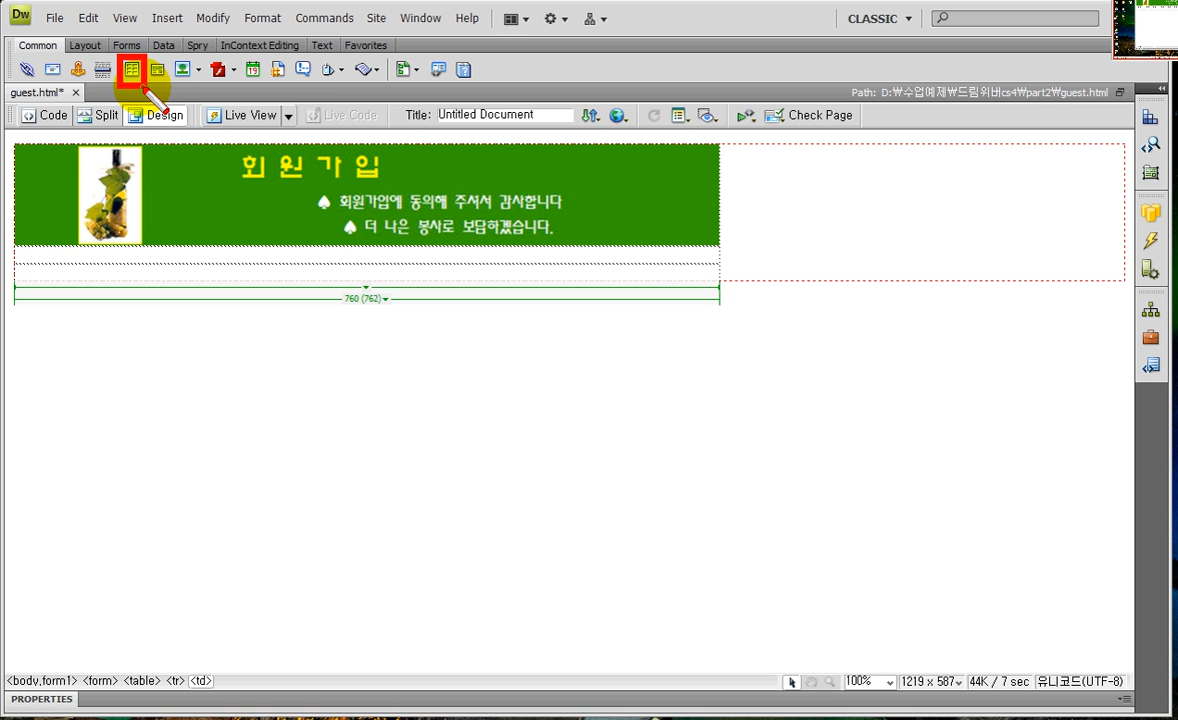 Dw File Edit View Insert Modify Format Commands Site Window Help CLASSIC
Common Layout Forms Data Spry InContext Editing Text Favorites
19
guest.html* Path: D:₩수업예제₩드림위버cs4₩part2₩guest.html
Code Split Design Live View Live Code Title: Untitled Document Check Page
회 원 가 입
♠ 회원가입에 동의해 주셔서 감사합니다
♠ 더 나은 봉사로 보답하겠습니다.
760 (762)
<body.form1> <form> <table> <tr> <td> 100% 1219 x 587 44K / 7 sec 유니코드(UTF-8)
PROPERTIES